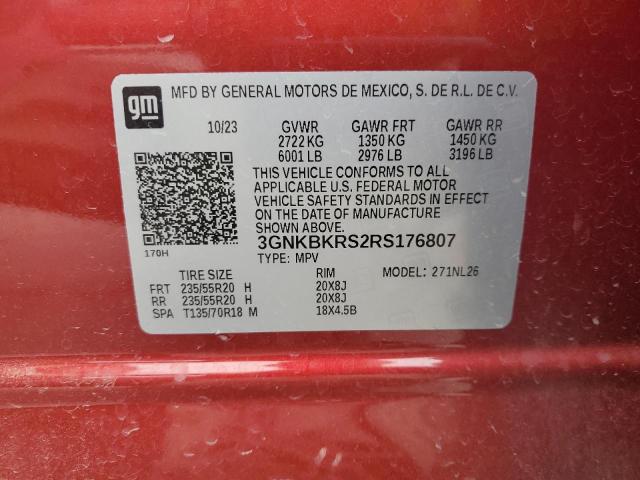 gm
MFD BY GENERAL MOTORS DE MEXICO, S. DE R.L. DE C.V.
10/23 GVWR GAWR FRT GAWR RR
2722 KG 1350 KG 1450 KG
6001 LB 2976 LB 3196 LB
THIS VEHICLE CONFORMS TO ALL
APPLICABLE U.S. FEDERAL MOTOR
VEHICLE SAFETY STANDARDS IN EFFECT
ON THE DATE OF MANUFACTURE
SHOWN ABOVE.
170H
3GNKBKRS2RS176807
TYPE: MPV
TIRE SIZE RIM MODEL: 271NL26
FRT 235/55R20 H 20X8J
RR 235/55R20 H 20X8J
SPA T135/70R18 M 18X4.5B